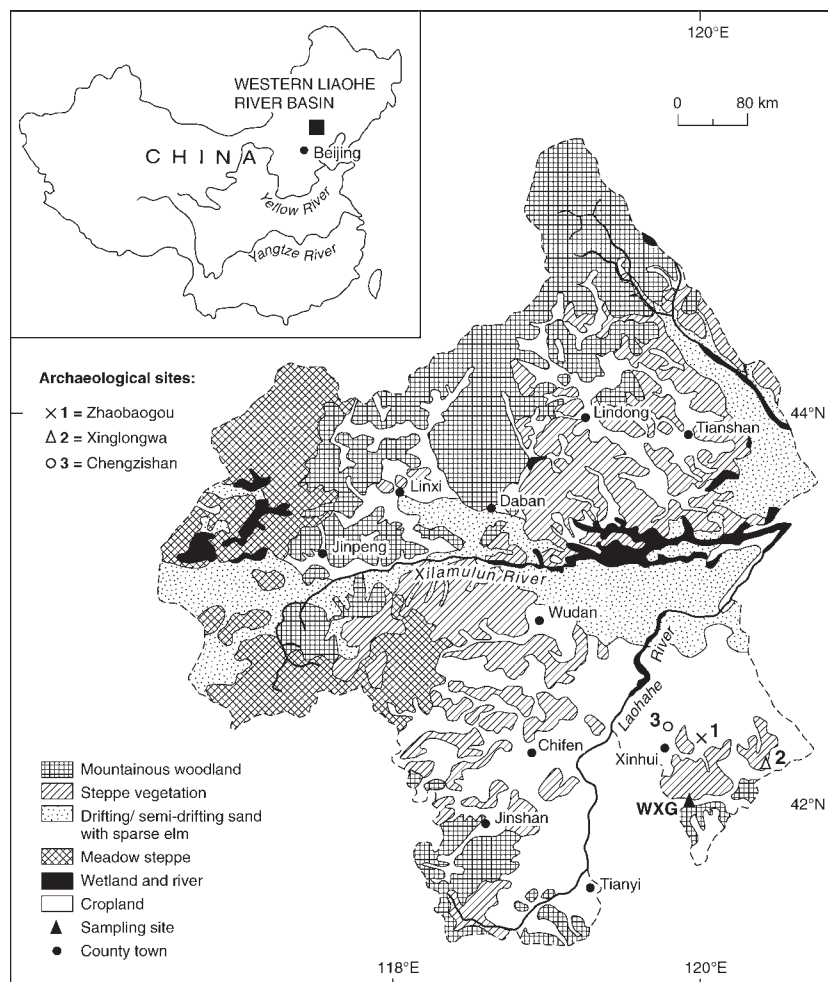 120°E
WESTERN LIAOHE
RIVER BASIN
0 80 km
CHINA
Beijing
Yellow River
Yangtze River
Archaeological sites:
×1 = Zhaobaogou
△2 = Xinglongwa
○3 = Chengzishan
44°N
Lindong
Tianshan
Linxi
Daban
Jinpeng
Xilamulun River
Wudan
Laohahe River
3
1
Xinhui
2
Chifen
WXG
42°N
Jinshan
Tianyi
Mountainous woodland
Steppe vegetation
Drifting/ semi-drifting sand
with sparse elm
Meadow steppe
Wetland and river
Cropland
Sampling site
County town
118°E
120°E